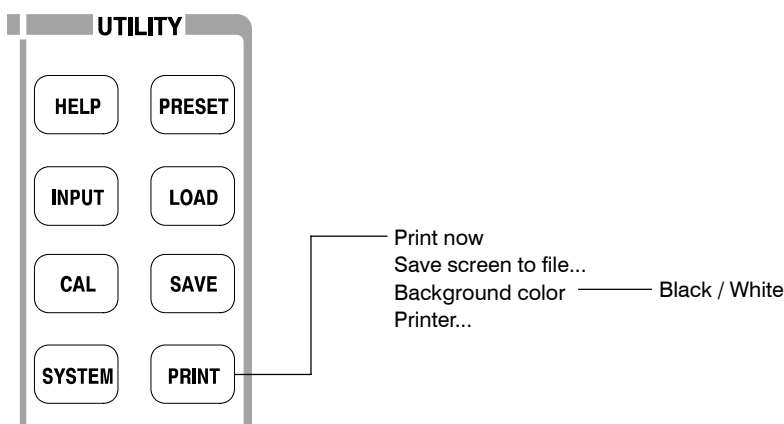 UTILITY
HELP PRESET
INPUT LOAD
CAL SAVE
SYSTEM PRINT
Print now
Save screen to file...
Background color Black / White
Printer...